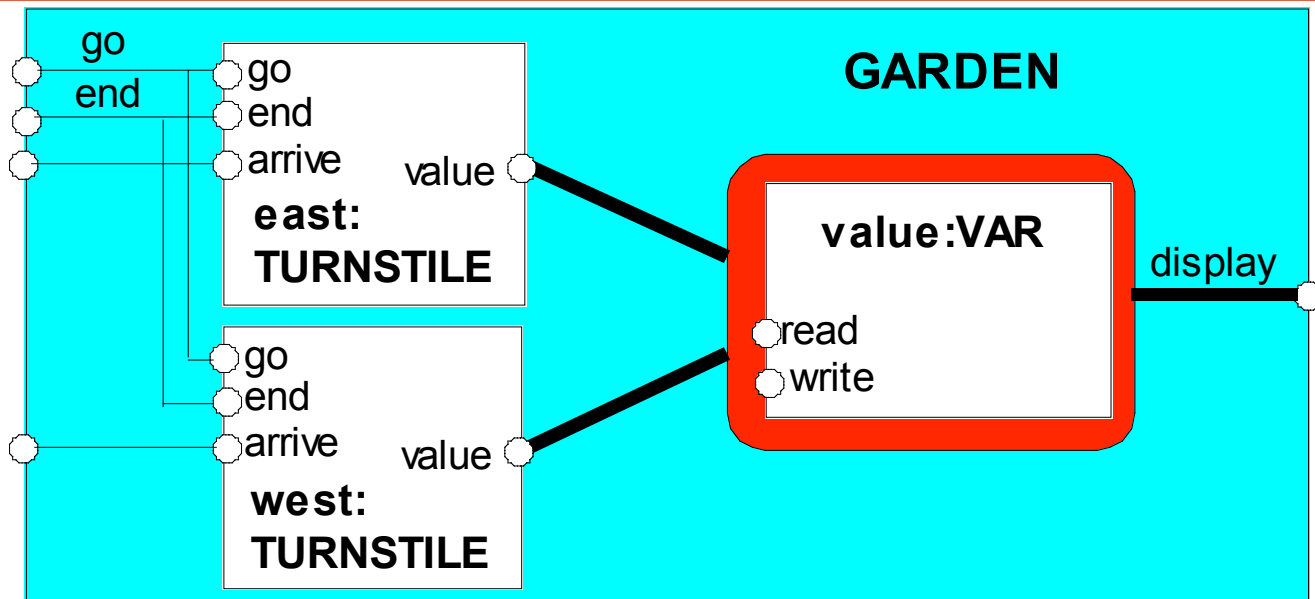 go
end
GARDEN
go
end
arrive
value
east:
TURNSTILE
value:VAR
read
write
display
go
end
arrive
value
west:
TURNSTILE